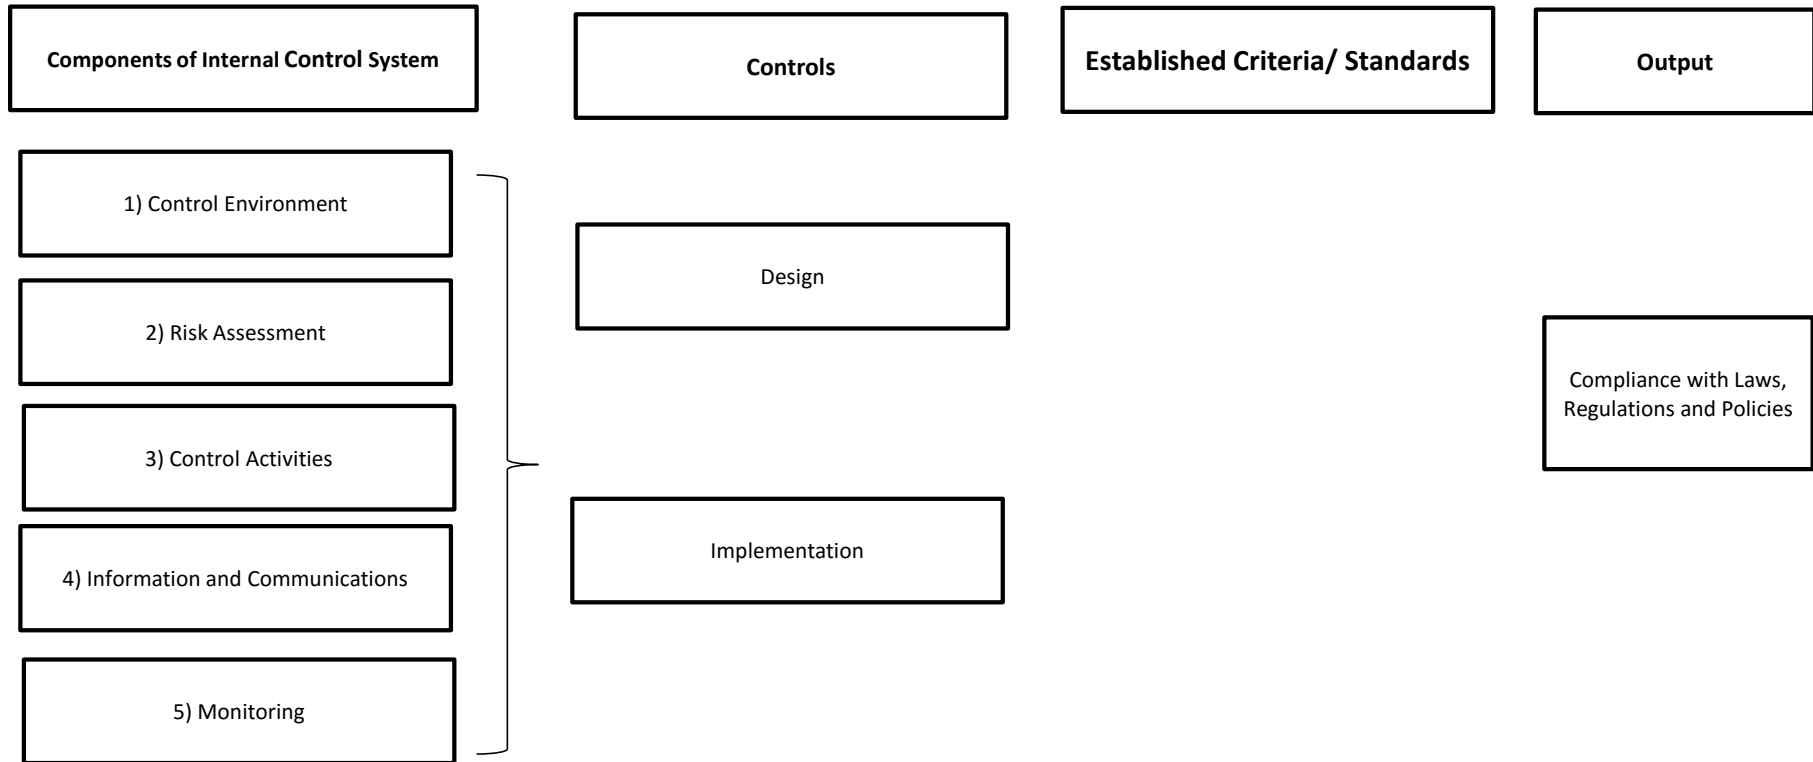 Components of Internal Control System
Controls
Established Criteria/ Standards
Output
1) Control Environment
2) Risk Assessment
3) Control Activities
4) Information and Communications
5) Monitoring
Design
Implementation
Compliance with Laws,
Regulations and Policies